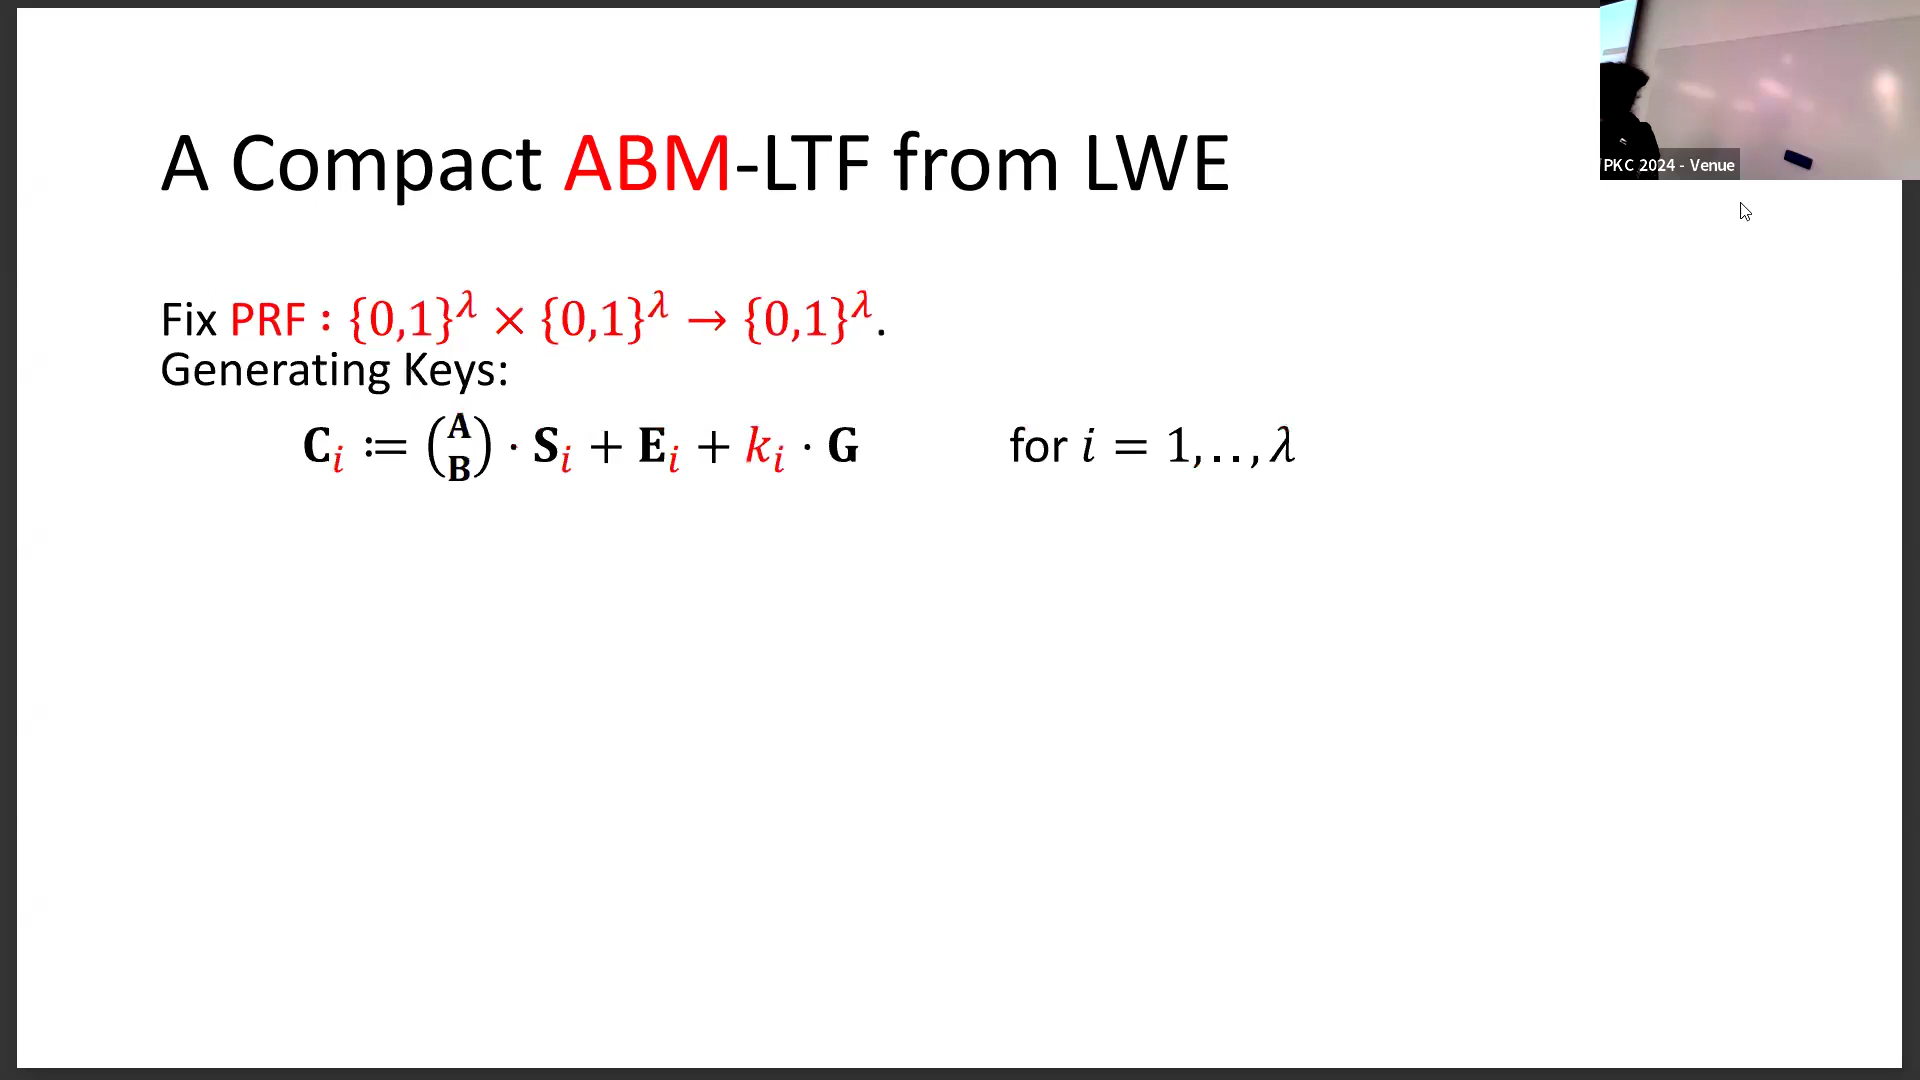 A Compact ABM-LTF from LWE
PKC 2024 - Venue
Fix PRF : {0,1}^λ × {0,1}^λ → {0,1}^λ.
Generating Keys:
C_i ≔ (A B) · S_i + E_i + k_i · G for i = 1,..,λ